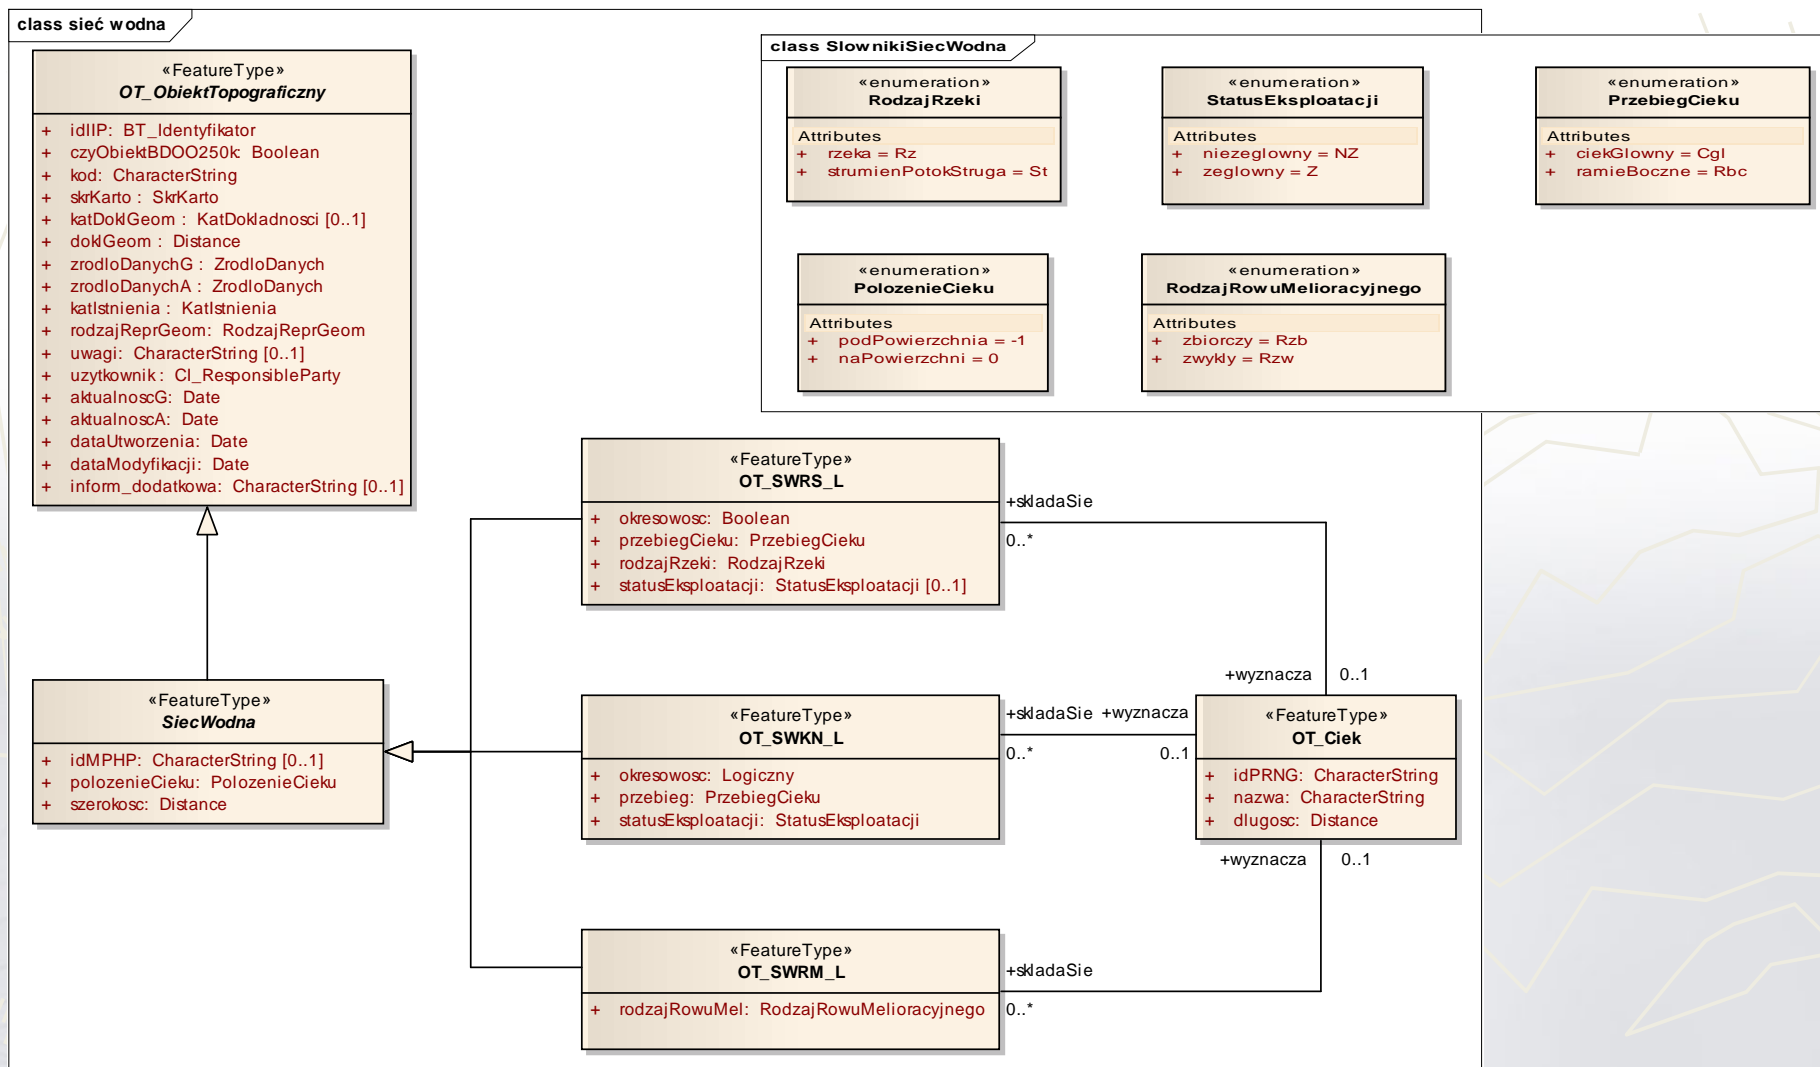 class sieć wodna
«FeatureType»
OT_ObiektTopograficzny
+ idIIP: BT_Identyfikator
+ czyObiektBDOO250k: Boolean
+ kod: CharacterString
+ skrKarto : SkrKarto
+ katDoklGeom : KatDokladnosci [0..1]
+ doklGeom : Distance
+ zrodloDanychG : ZrodloDanych
+ zrodloDanychA : ZrodloDanych
+ katIstnienia : KatIstnienia
+ rodzajReprGeom: RodzajReprGeom
+ uwagi: CharacterString [0..1]
+ uzytkownik : CI_ResponsibleParty
+ aktualnoscG: Date
+ aktualnoscA: Date
+ dataUtworzenia: Date
+ dataModyfikacji: Date
+ inform_dodatkowa: CharacterString [0..1]
class SlownikiSiecWodna
«enumeration»
RodzajRzeki
Attributes
+ rzeka = Rz
+ strumienPotokStruga = St
«enumeration»
StatusEksploatacji
Attributes
+ niezeglowny = NZ
+ zeglowny = Z
«enumeration»
PrzebiegCieku
Attributes
+ ciekGlowny = Cgl
+ ramieBoczne = Rbc
«enumeration»
PolozenieCieku
Attributes
+ podPowierzchnia = -1
+ naPowierzchni = 0
«enumeration»
RodzajRowuMelioracyjnego
Attributes
+ zbiorczy = Rzb
+ zwykly = Rzw
«FeatureType»
OT_SWRS_L
+ okresowosc: Boolean
+ przebiegCieku: PrzebiegCieku
+ rodzajRzeki: RodzajRzeki
+ statusEksploatacji: StatusEksploatacji [0..1]
+skladaSie
0..*
+wyznacza 0..1
«FeatureType»
SiecWodna
+ idMPHP: CharacterString [0..1]
+ polozenieCieku: PolozenieCieku
+ szerokosc: Distance
«FeatureType»
OT_SWKN_L
+ okresowosc: Logiczny
+ przebieg: PrzebiegCieku
+ statusEksploatacji: StatusEksploatacji
+skladaSie +wyznacza
0..* 0..1
«FeatureType»
OT_Ciek
+ idPRNG: CharacterString
+ nazwa: CharacterString
+ dlugosc: Distance
+wyznacza 0..1
«FeatureType»
OT_SWRM_L
+ rodzajRowuMel: RodzajRowuMelioracyjnego
+skladaSie
0..*